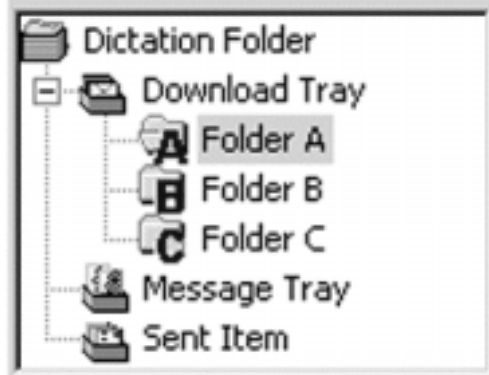 Dictation Folder
Download Tray
A Folder A
B Folder B
C Folder C
Message Tray
Sent Item